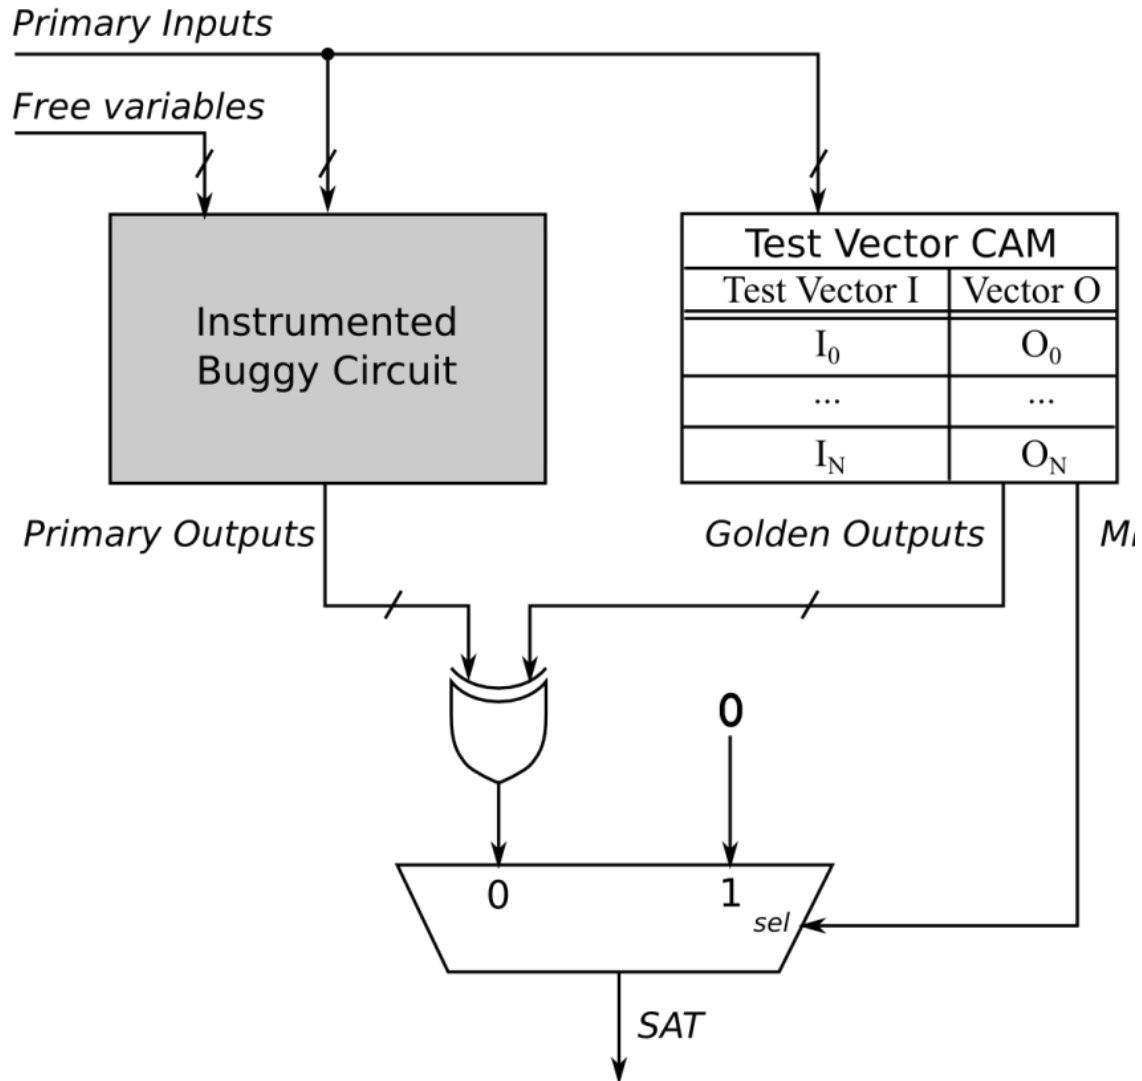 Primary Inputs
Free variables
Instrumented
Buggy Circuit
Test Vector CAM
Test Vector I Vector O
I0 O0
... ...
IN ON
Primary Outputs
Golden Outputs
0
0 1
sel
SAT